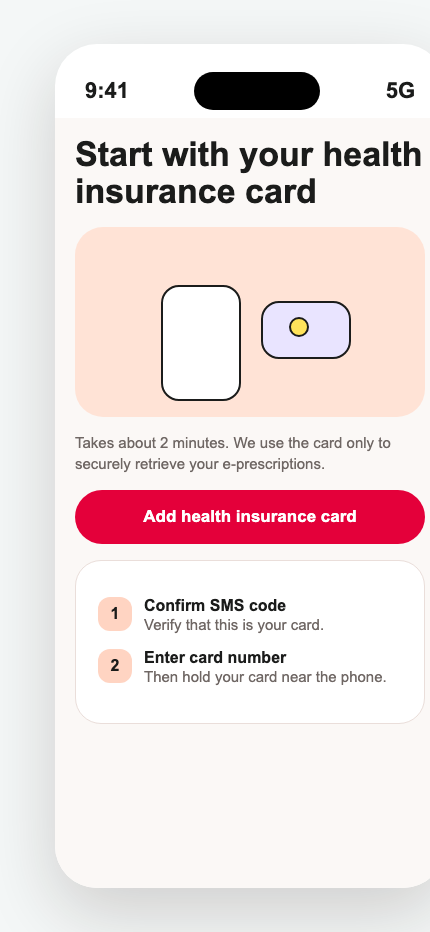 9:41
5G
Start with your health
insurance card
Takes about 2 minutes. We use the card only to
securely retrieve your e-prescriptions.
Add health insurance card
1
Confirm SMS code
Verify that this is your card.
2
Enter card number
Then hold your card near the phone.